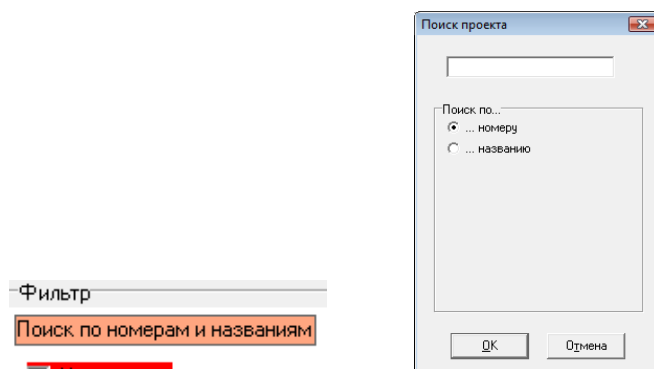 Поиск проекта
Поиск по...
... номеру
... названию
Фильтр
Поиск по номерам и названиям
OK
Отмена